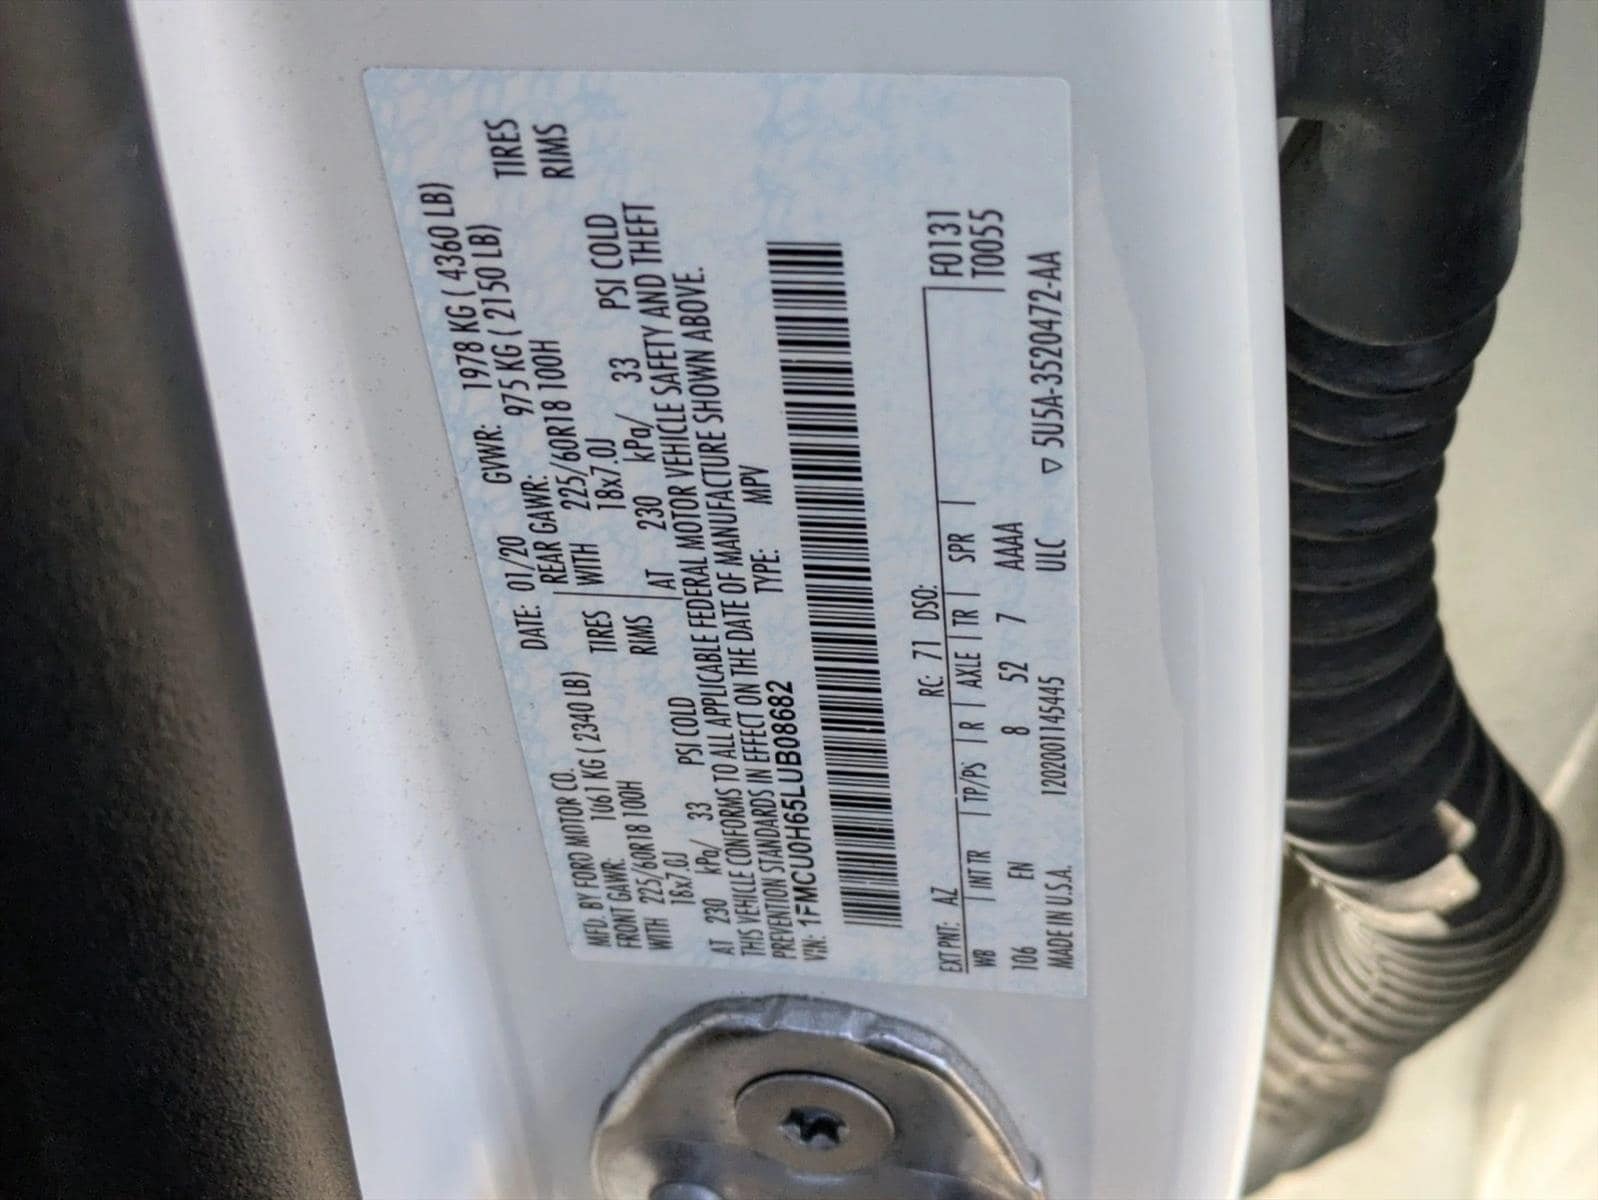 MFD. BY FORD MOTOR CO.
DATE: 01/20 GVWR: 1978 KG ( 4360 LB)
FRONT GAWR: 1061 KG ( 2340 LB) REAR GAWR: 975 KG ( 2150 LB)
WITH 225/60R18 100H TIRES WITH 225/60R18 100H TIRES
18x7.0J RIMS 18x7.0J RIMS
AT 230 kPa/ 33 PSI COLD AT 230 kPa/ 33 PSI COLD
THIS VEHICLE CONFORMS TO ALL APPLICABLE FEDERAL MOTOR VEHICLE SAFETY AND THEFT
PREVENTION STANDARDS IN EFFECT ON THE DATE OF MANUFACTURE SHOWN ABOVE.
VIN: 1FMCU0H65LUB08682 TYPE: MPV
EXT PNT: AZ RC: 71 DSO: F0131
WB INT TR TP/PS R AXLE TR SPR T0055
106 EN 8 52 7 AAAA
MADE IN U.S.A. 1202001145445 ULC ▽ 5U5A-3520472-AA